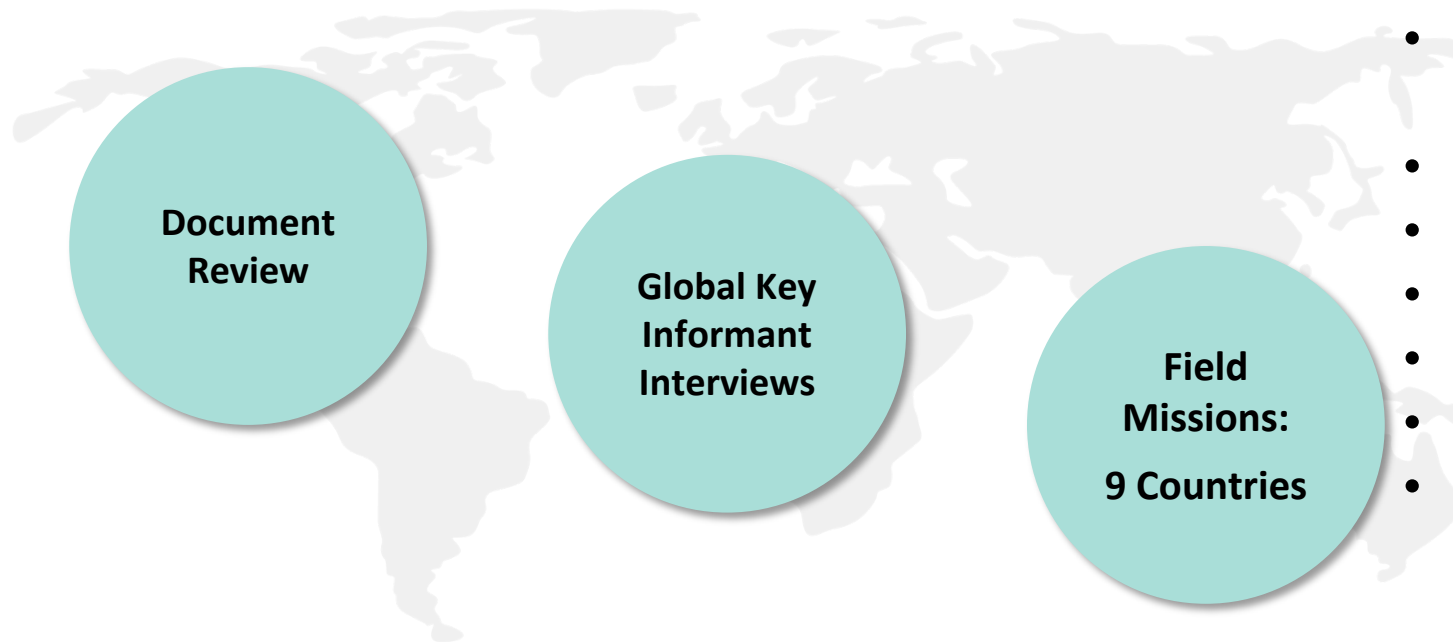 Document
Review
Global Key
Informant
Interviews
Field
Missions:
9 Countries